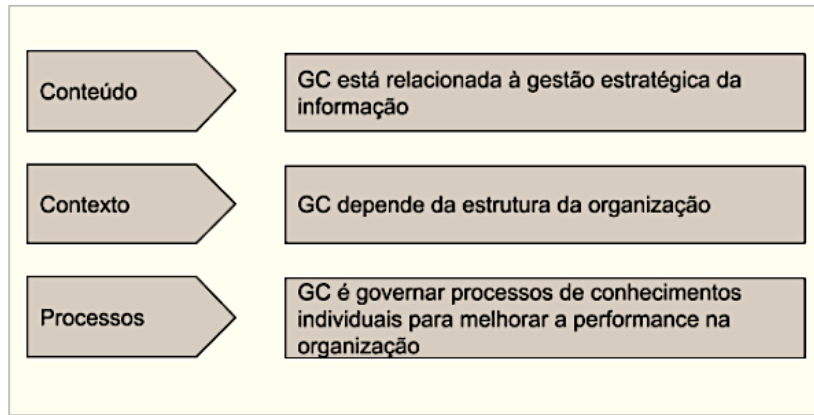 Conteúdo
GC está relacionada à gestão estratégica da
informação
Contexto
GC depende da estrutura da organização
Processos
GC é governar processos de conhecimentos
individuais para melhorar a performance na
organização